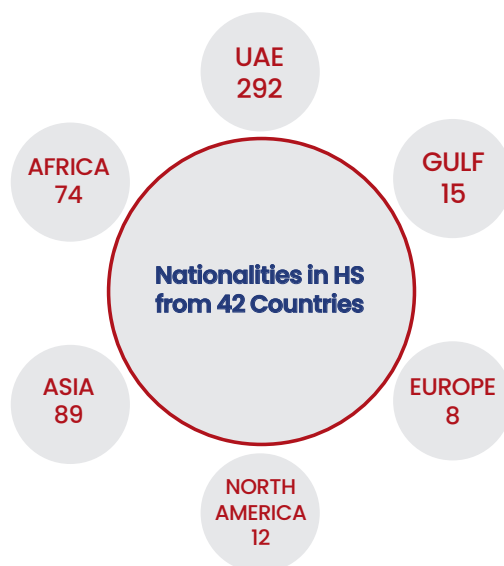 UAE
292
GULF
15
EUROPE
8
NORTH
AMERICA
12
ASIA
89
AFRICA
74
Nationalities in HS
from 42 Countries